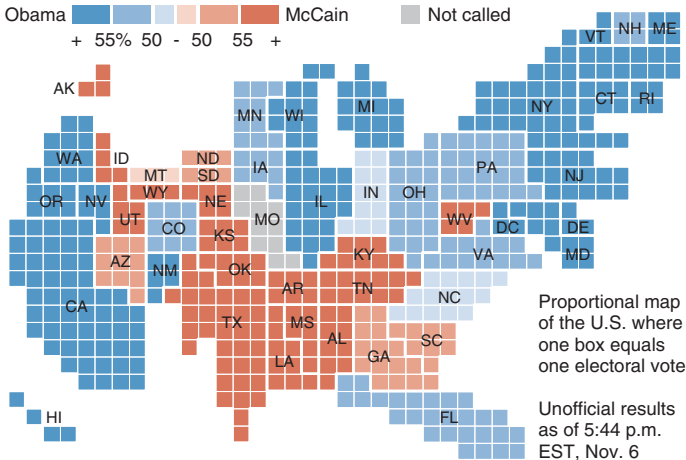 Obama McCain Not called
+ 55% 50 - 50 55 +
VT NH ME
AK
MN WI MI NY CT RI
WA ID MT ND SD IA IN OH PA NJ
OR NV WY NE IL
UT CO MO WV DC DE
KS
AZ NM OK KY VA MD
CA AR TN NC
TX MS AL SC
LA GA
HI FL
Proportional map
of the U.S. where
one box equals
one electoral vote
Unofficial results
as of 5:44 p.m.
EST, Nov. 6